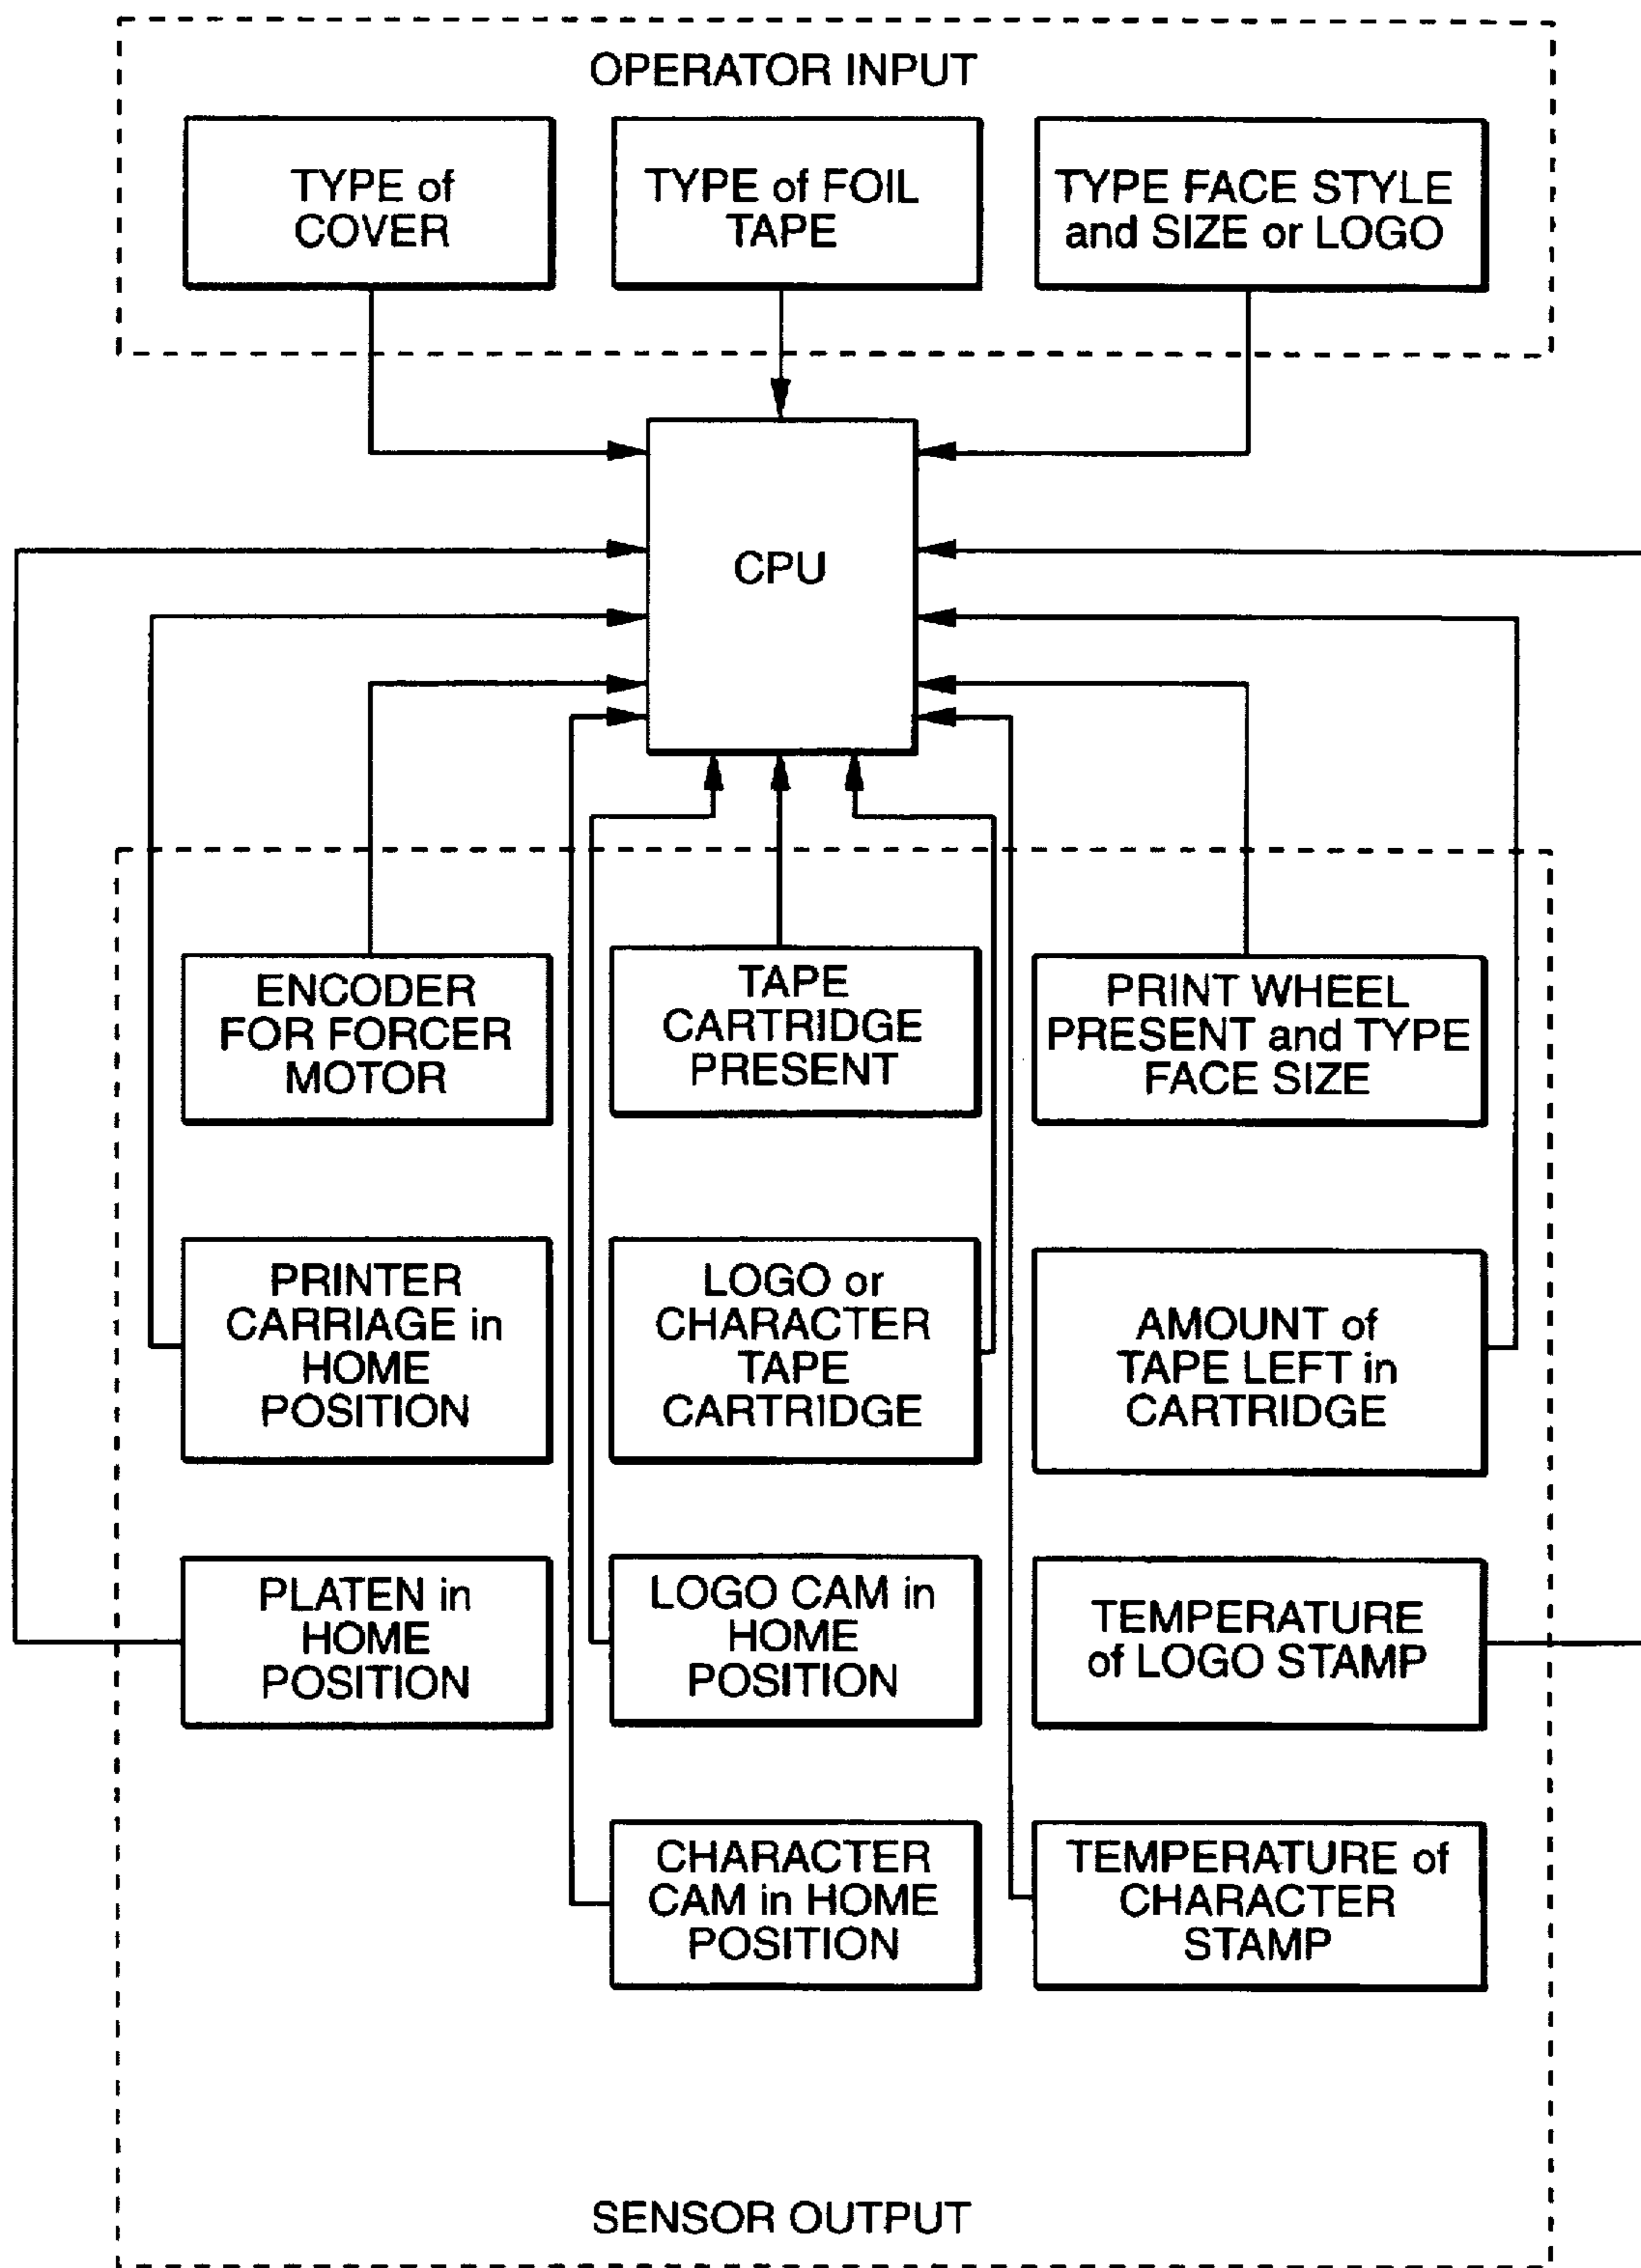 OPERATOR INPUT
TYPE of
COVER
TYPE of FOIL
TAPE
TYPE FACE STYLE
and SIZE or LOGO
CPU
ENCODER
FOR FORCER
MOTOR
TAPE
CARTRIDGE
PRESENT
PRINT WHEEL
PRESENT and TYPE
FACE SIZE
PRINTER
CARRIAGE in
HOME
POSITION
LOGO or
CHARACTER
TAPE
CARTRIDGE
AMOUNT of
TAPE LEFT in
CARTRIDGE
PLATEN in
HOME
POSITION
LOGO CAM in
HOME
POSITION
TEMPERATURE
of LOGO STAMP
CHARACTER
CAM in HOME
POSITION
TEMPERATURE of
CHARACTER
STAMP
SENSOR OUTPUT